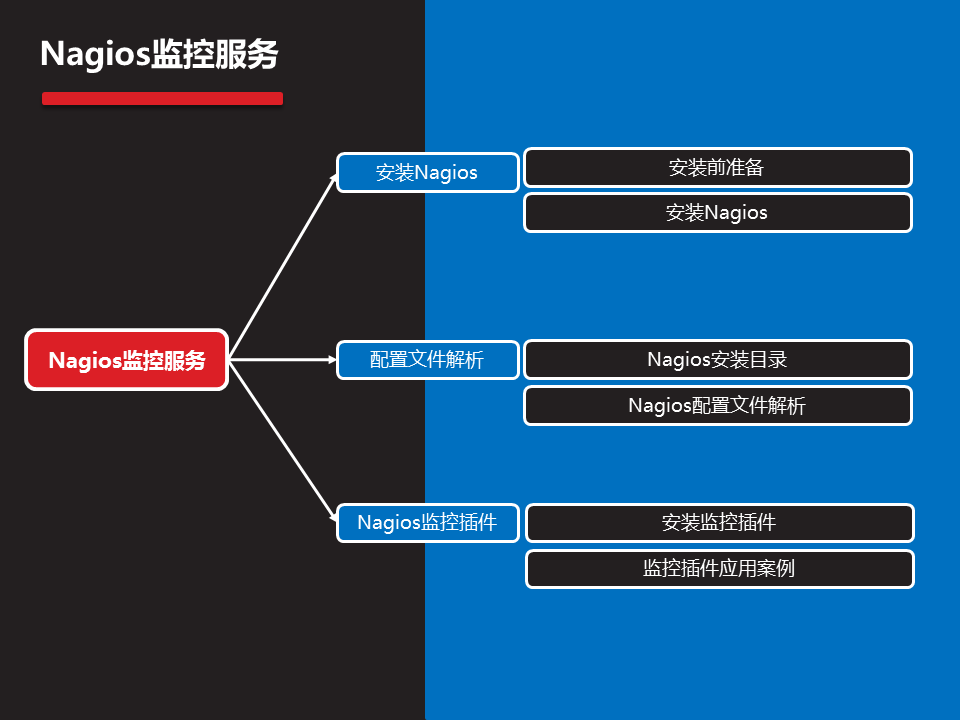 Nagios监控服务
安装Nagios
安装前准备
安装Nagios
Nagios监控服务
配置文件解析
Nagios安装目录
Nagios配置文件解析
Nagios监控插件
安装监控插件
监控插件应用案例